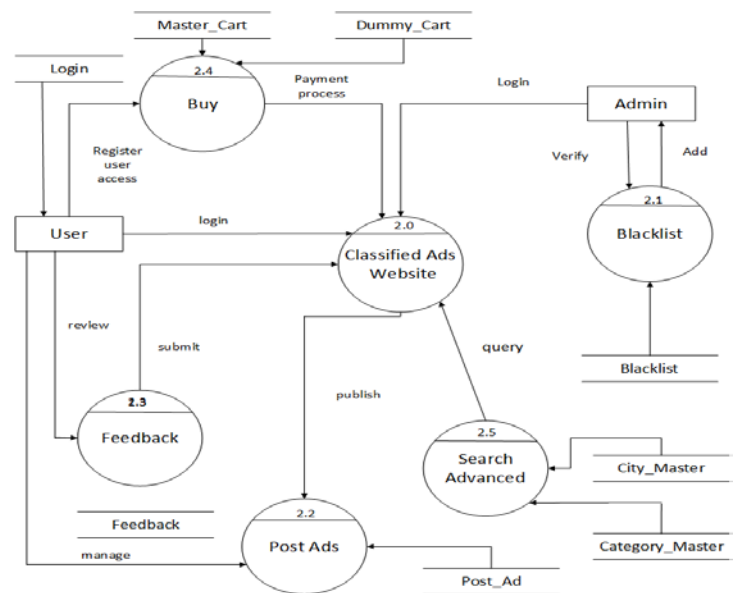 Master_Cart
Dummy_Cart
Login
2.4
Buy
Payment
process
Login
Admin
Register
user
access
Verify
Add
2.1
Blacklist
User
login
2.0
Classified Ads
Website
review
submit
query
Blacklist
publish
2.3
Feedback
2.5
Search
Advanced
City_Master
Feedback
2.2
Post Ads
manage
Post_Ad
Category_Master